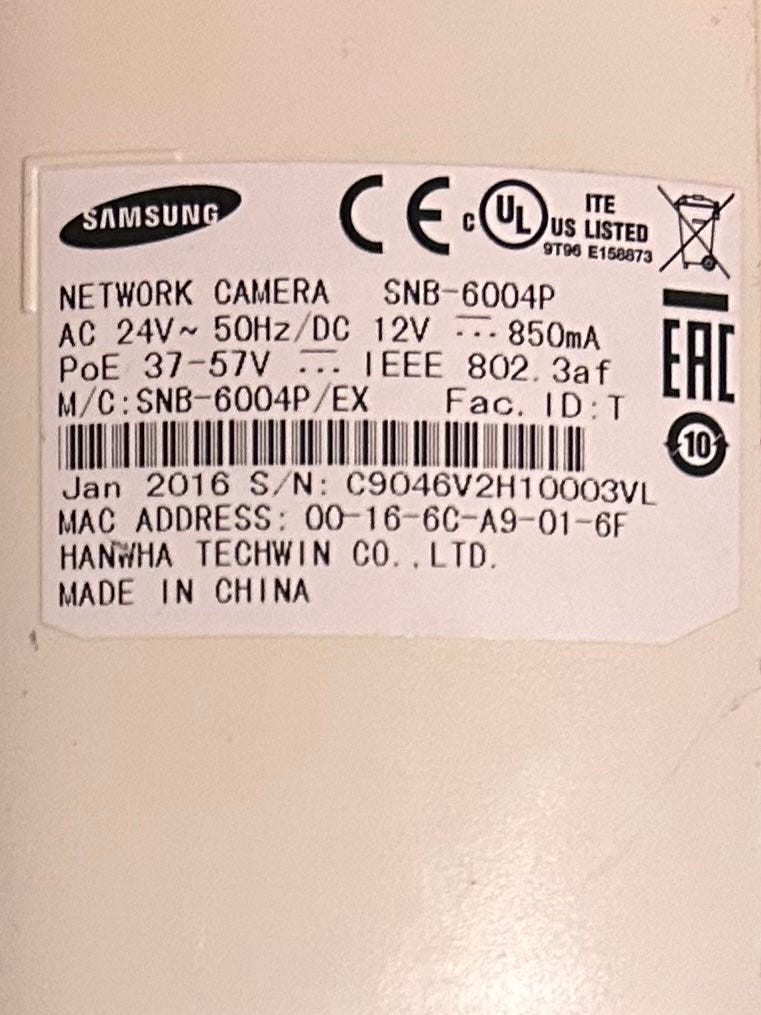 SAMSUNG
CE
c UL US LISTED
ITE
9T96 E158873
NETWORK CAMERA SNB-6004P
AC 24V~ 50Hz/DC 12V ⎓ 850mA
PoE 37-57V ⎓ IEEE 802.3af
EAC
M/C:SNB-6004P/EX Fac. ID:T
10
Jan 2016 S/N: C9046V2H10003VL
MAC ADDRESS: 00-16-6C-A9-01-6F
HANWHA TECHWIN CO.,LTD.
MADE IN CHINA